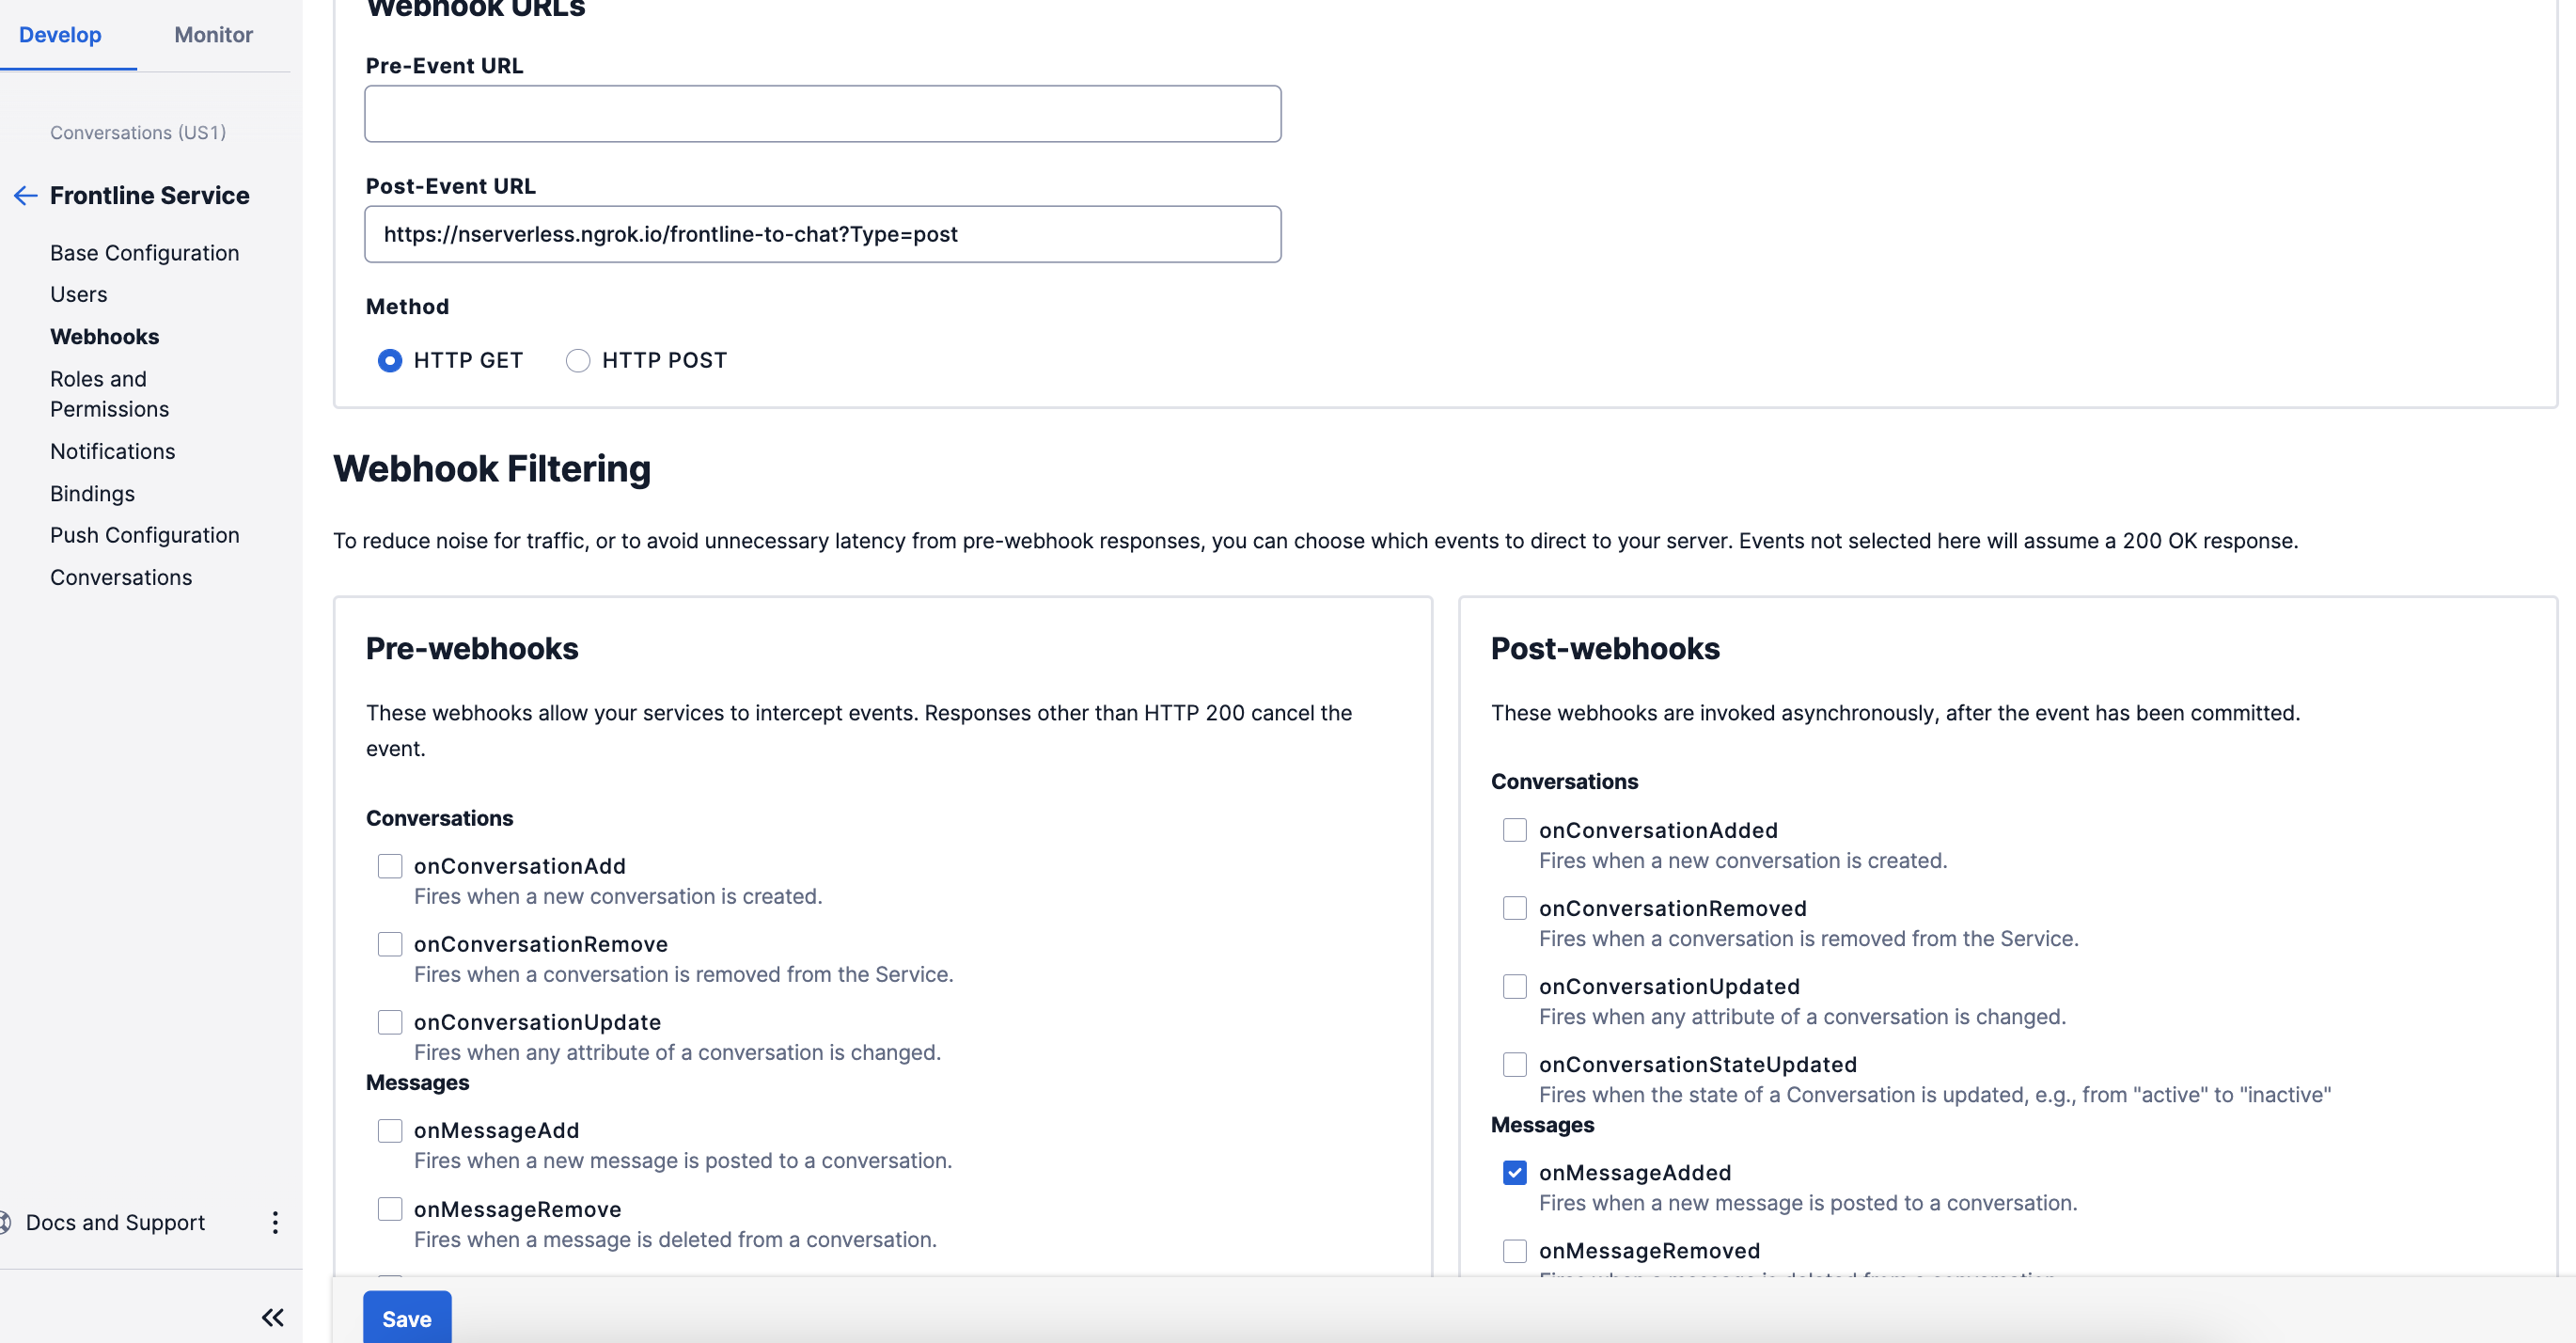 Develop
Monitor
Conversations (US1)
Frontline Service
Base Configuration
Users
Webhooks
Roles and
Permissions
Notifications
Bindings
Push Configuration
Conversations
Docs and Support
Webhook URLs
Pre-Event URL
Post-Event URL
https://nserverless.ngrok.io/frontline-to-chat?Type=post
Method
HTTP GET
HTTP POST
Webhook Filtering
To reduce noise for traffic, or to avoid unnecessary latency from pre-webhook responses, you can choose which events to direct to your server. Events not selected here will assume a 200 OK response.
Pre-webhooks
These webhooks allow your services to intercept events. Responses other than HTTP 200 cancel the
event.
Conversations
onConversationAdd
Fires when a new conversation is created.
onConversationRemove
Fires when a conversation is removed from the Service.
onConversationUpdate
Fires when any attribute of a conversation is changed.
Messages
onMessageAdd
Fires when a new message is posted to a conversation.
onMessageRemove
Fires when a message is deleted from a conversation.
Post-webhooks
These webhooks are invoked asynchronously, after the event has been committed.
Conversations
onConversationAdded
Fires when a new conversation is created.
onConversationRemoved
Fires when a conversation is removed from the Service.
onConversationUpdated
Fires when any attribute of a conversation is changed.
onConversationStateUpdated
Fires when the state of a Conversation is updated, e.g., from "active" to "inactive"
Messages
onMessageAdded
Fires when a new message is posted to a conversation.
onMessageRemoved
Fires when a message is deleted from a conversation.
Save